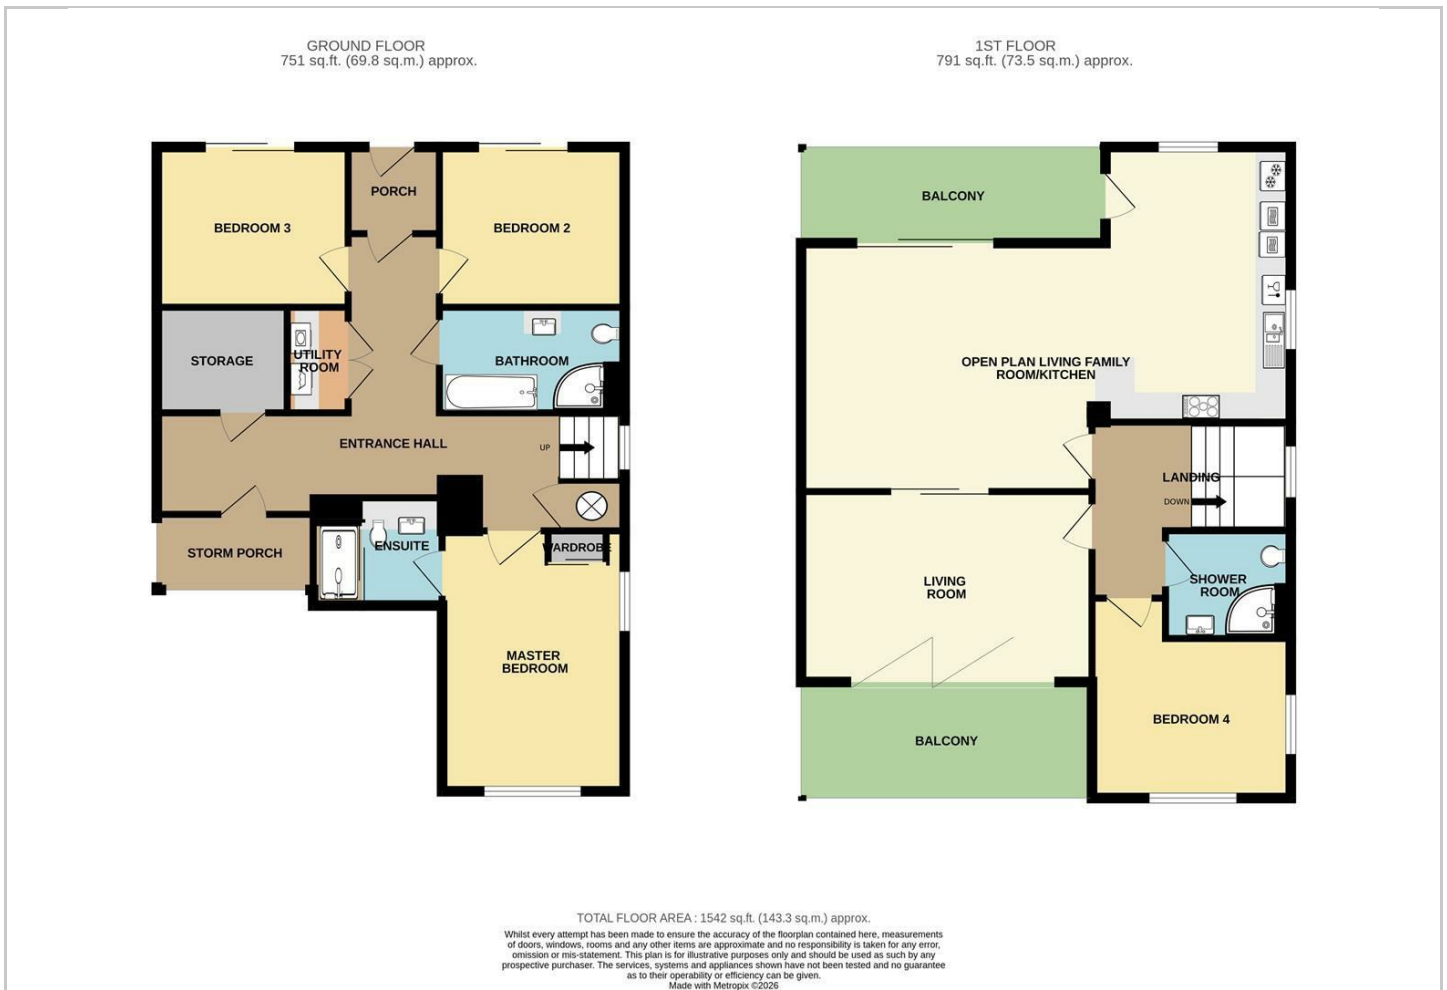 GROUND FLOOR
751 sq.ft. (69.8 sq.m.) approx.
BEDROOM 3
PORCH
BEDROOM 2
STORAGE
UTILITY
ROOM
BATHROOM
ENTRANCE HALL
UP
STORM PORCH
ENSUITE
WARDROBE
MASTER
BEDROOM
1ST FLOOR
791 sq.ft. (73.5 sq.m.) approx.
BALCONY
OPEN PLAN LIVING FAMILY
ROOM/KITCHEN
LANDING
DOWN
LIVING
ROOM
SHOWER
ROOM
BEDROOM 4
BALCONY
TOTAL FLOOR AREA : 1542 sq.ft. (143.3 sq.m.) approx.
Whilst every attempt has been made to ensure the accuracy of the floorplan contained here, measurements
of doors, windows, rooms and any other items are approximate and no responsibility is taken for any error,
omission or mis-statement. This plan is for illustrative purposes only and should be used as such by any
prospective purchaser. The services, systems and appliances shown have not been tested and no guarantee
as to their operability or efficiency can be given.
Made with Metropix ©2026